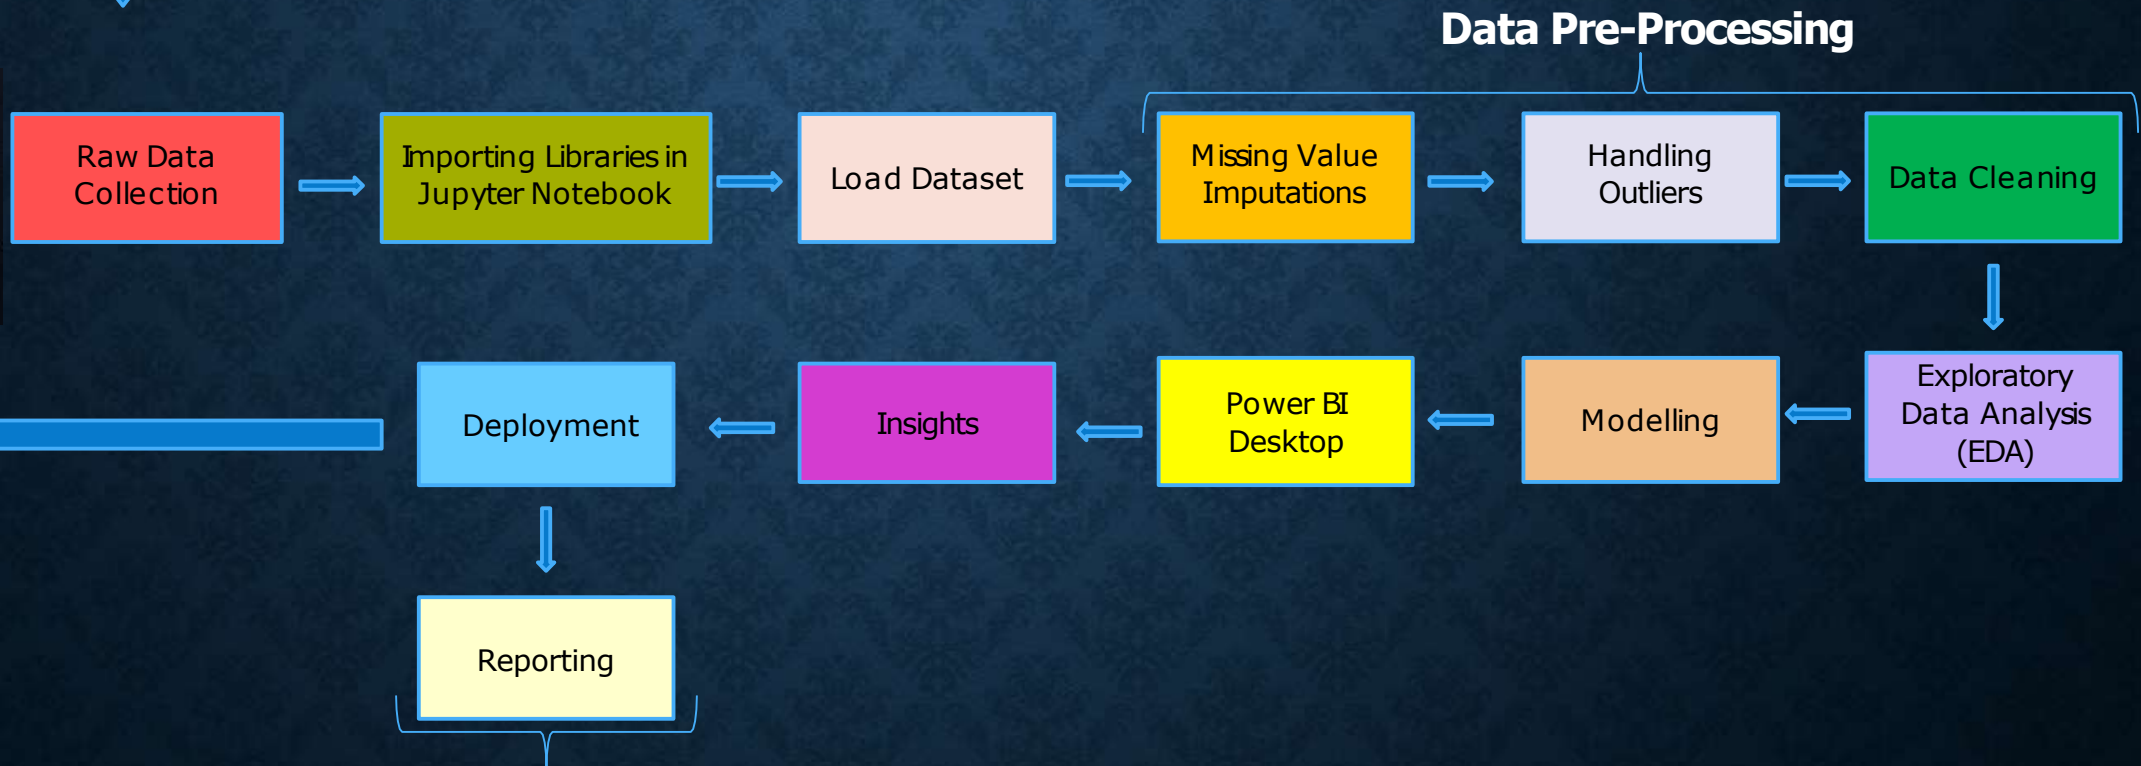 Data Pre-Processing
Raw Data
Collection
Importing Libraries in
Jupyter Notebook
Load Dataset
Missing Value
Imputations
Handling
Outliers
Data Cleaning
Deployment
Insights
Power BI
Desktop
Modelling
Exploratory
Data Analysis
(EDA)
Reporting